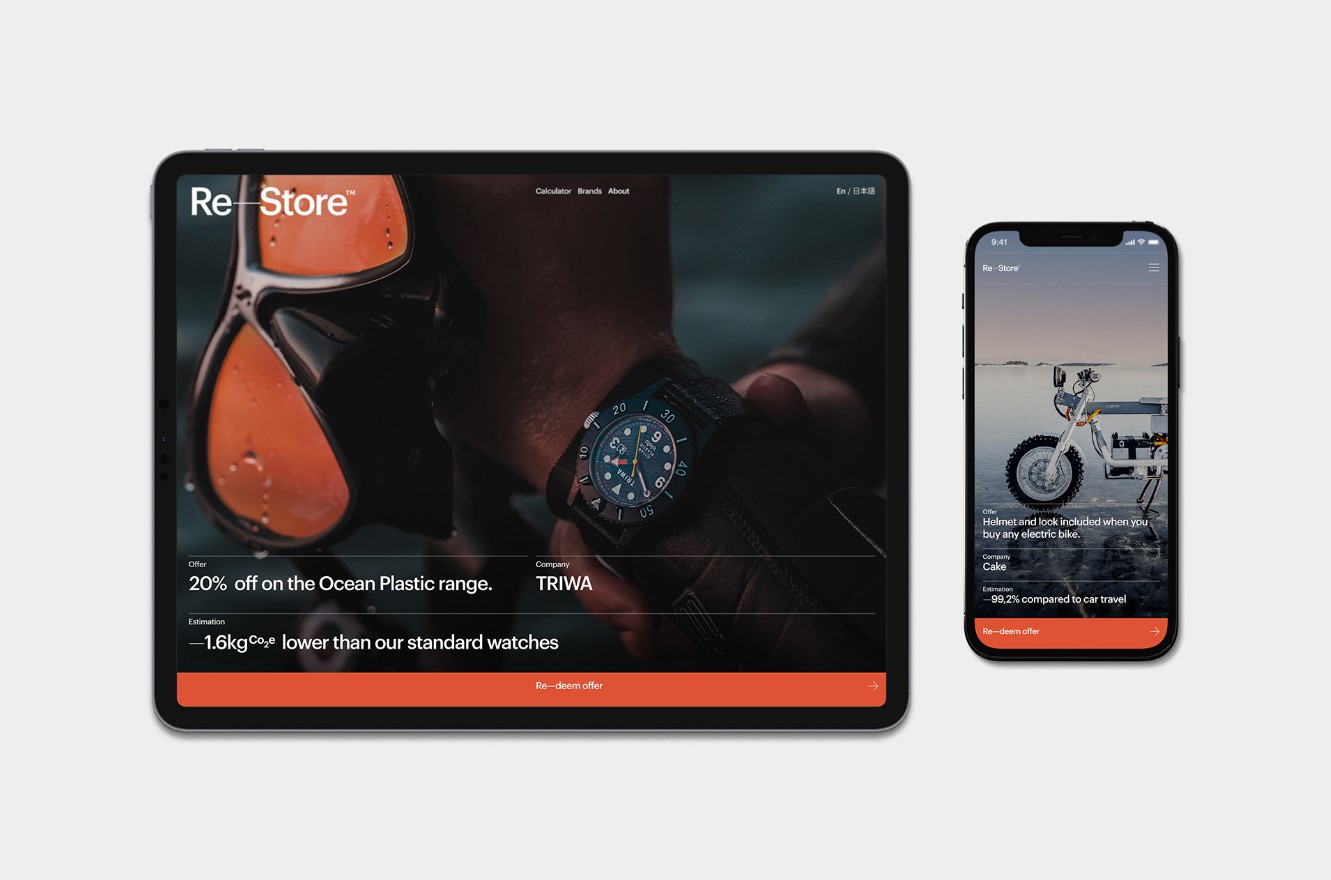 Re—Store™
Calculator Brands About
En / 日本語
20
30
10
40
50
TRIWA
Offer
20% off on the Ocean Plastic range.
Company
TRIWA
Estimation
—1.6kgCo₂e lower than our standard watches
Re—deem offer
9:41
Re—Store
CAKE
Offer
Helmet and lock included when you
buy any electric bike.
Company
Cake
Estimation
—99,2% compared to car travel
Re—deem offer